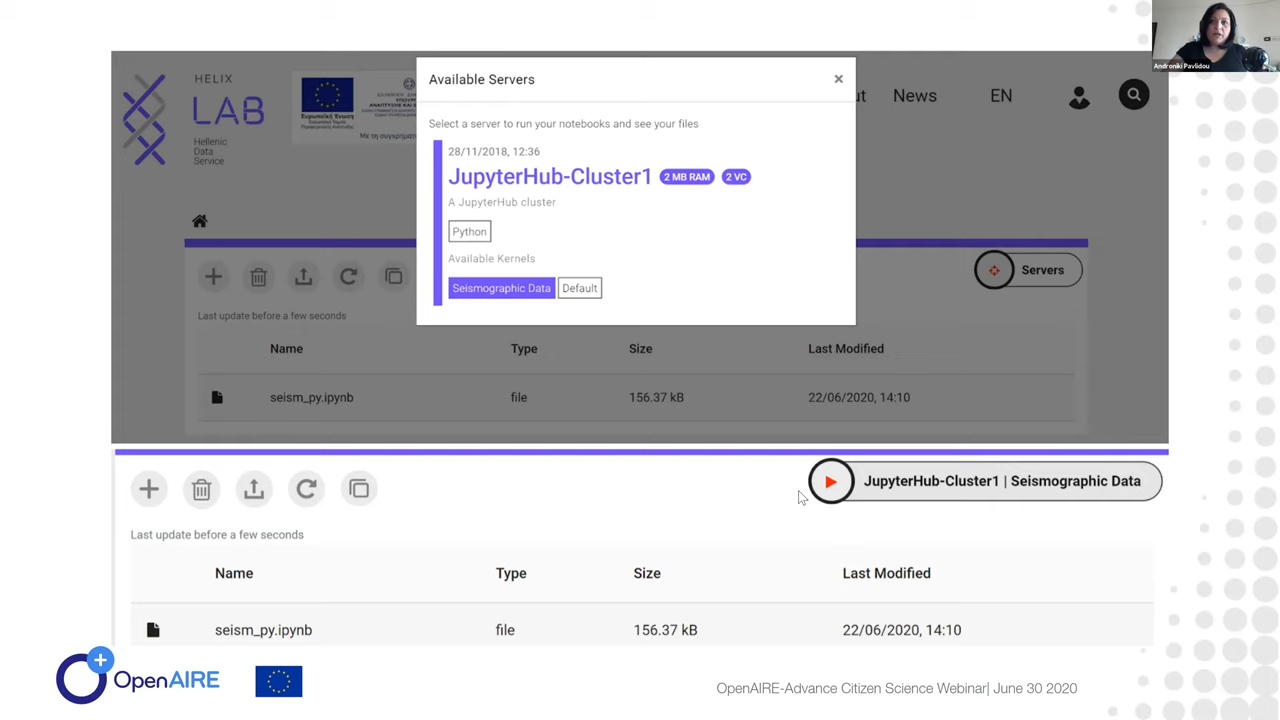 Androniki Pavlidou
HELIX
LAB
Hellenic
Data
Service
Ευρωπαϊκή Ένωση
Available Servers
×
Select a server to run your notebooks and see your files
28/11/2018, 12:36
JupyterHub-Cluster1 2 MB RAM 2 VC
A JupyterHub cluster
Python
Available Kernels
Seismographic Data Default
ut News EN
Servers
Last update before a few seconds
Name Type Size Last Modified
seism_py.ipynb file 156.37 kB 22/06/2020, 14:10
JupyterHub-Cluster1 | Seismographic Data
Last update before a few seconds
Name Type Size Last Modified
seism_py.ipynb file 156.37 kB 22/06/2020, 14:10
OpenAIRE
OpenAIRE-Advance Citizen Science Webinar| June 30 2020